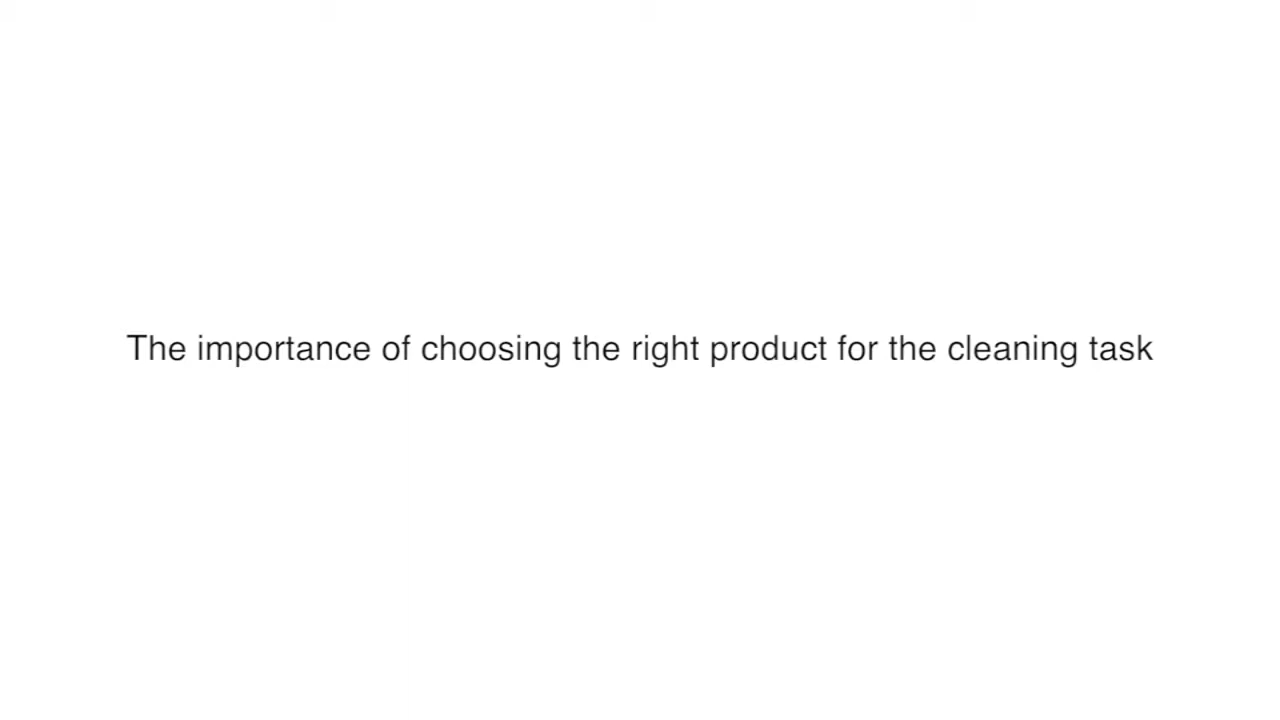 The importance of choosing the right product for the cleaning task